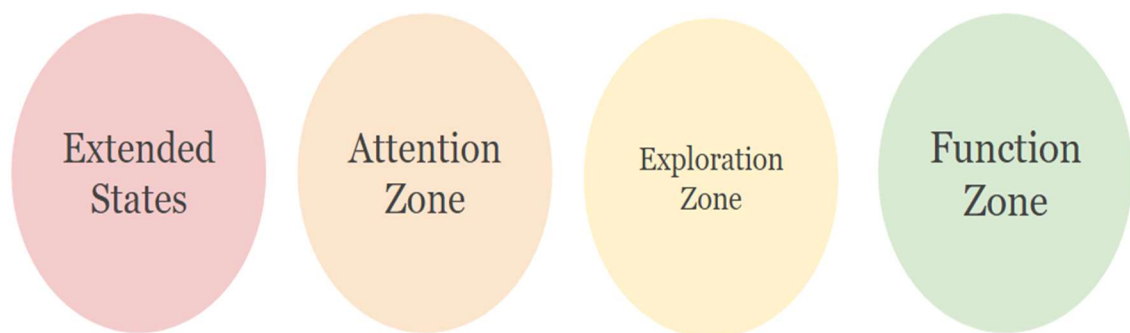 Extended
States
Attention
Zone
Exploration
Zone
Function
Zone